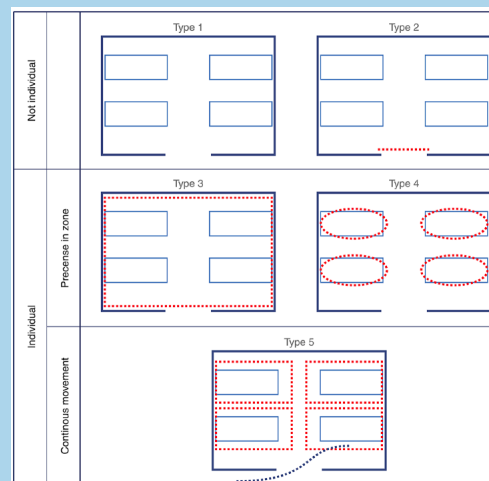 Type 1
Type 2
Not individual
Type 3
Type 4
Individual
Precense in zone
Type 5
Continous movement